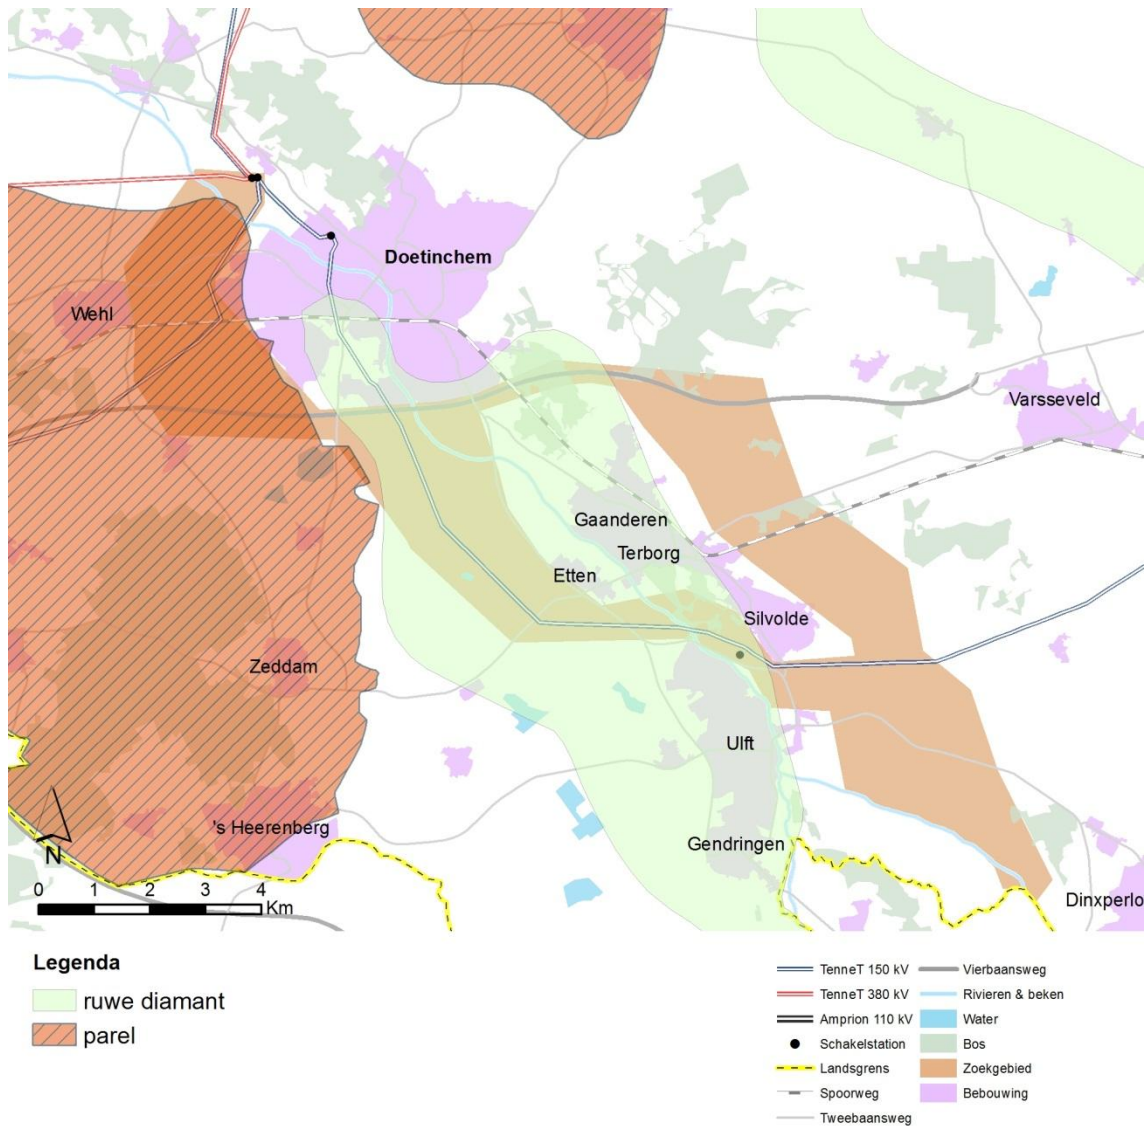 Doetinchem
Wehl
Varsseveld
Gaanderen
Terborg
Etten
Silvolde
Zeddam
Ulft
's Heerenberg
Gendringen
N
0 1 2 3 4
Km
Dinxperlo
Legenda
ruwe diamant
parel
TenneT 150 kV
TenneT 380 kV
Amprion 110 kV
Schakelstation
Landsgrens
Spoorweg
Tweebaansweg
Vierbaansweg
Rivieren & beken
Water
Bos
Zoekgebied
Bebouwing